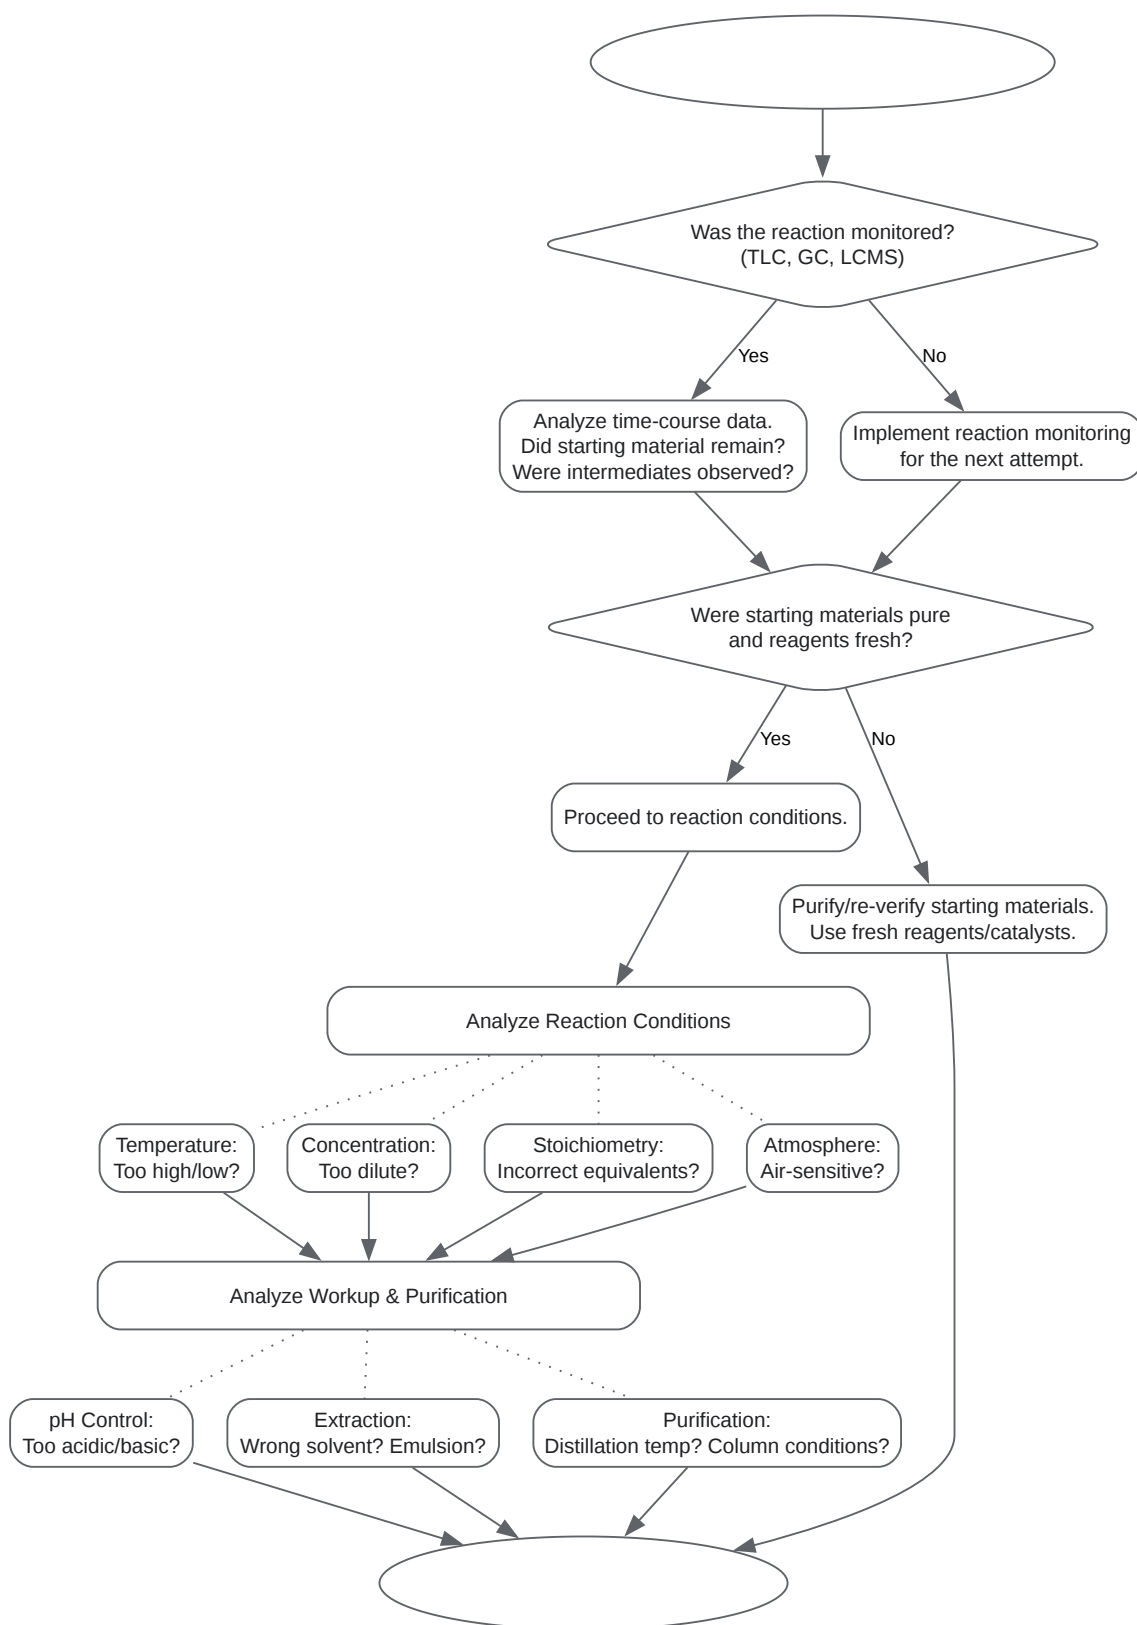 Was the reaction monitored?
(TLC, GC, LCMS)
Yes
No
Analyze time-course data.
Did starting material remain?
Were intermediates observed?
Implement reaction monitoring
for the next attempt.
Were starting materials pure
and reagents fresh?
Yes
No
Proceed to reaction conditions.
Purify/re-verify starting materials.
Use fresh reagents/catalysts.
Analyze Reaction Conditions
Temperature:
Too high/low?
Concentration:
Too dilute?
Stoichiometry:
Incorrect equivalents?
Atmosphere:
Air-sensitive?
Analyze Workup & Purification
pH Control:
Too acidic/basic?
Extraction:
Wrong solvent? Emulsion?
Purification:
Distillation temp? Column conditions?